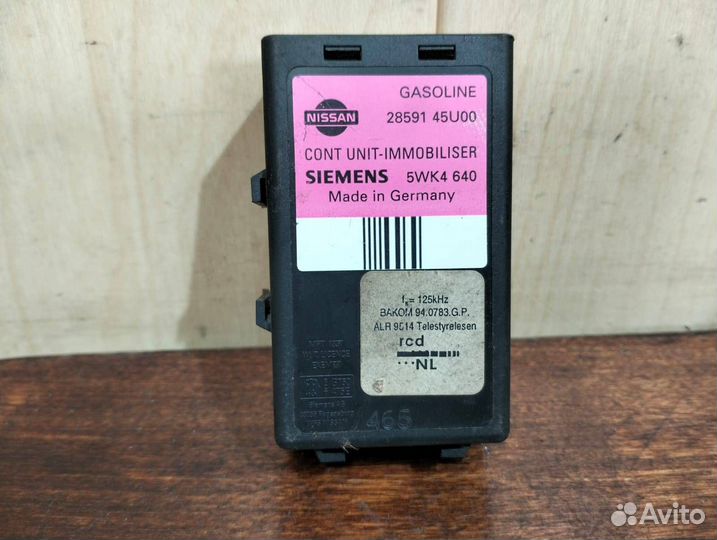 GASOLINE
NISSAN
28591 45U00
CONT UNIT-IMMOBILISER
SIEMENS 5WK4 640
Made in Germany
= 125kHz
BAKOM 94.0783.G.P.
ALR 9514 Telestyrelesen
rcd
NL
465
Avito